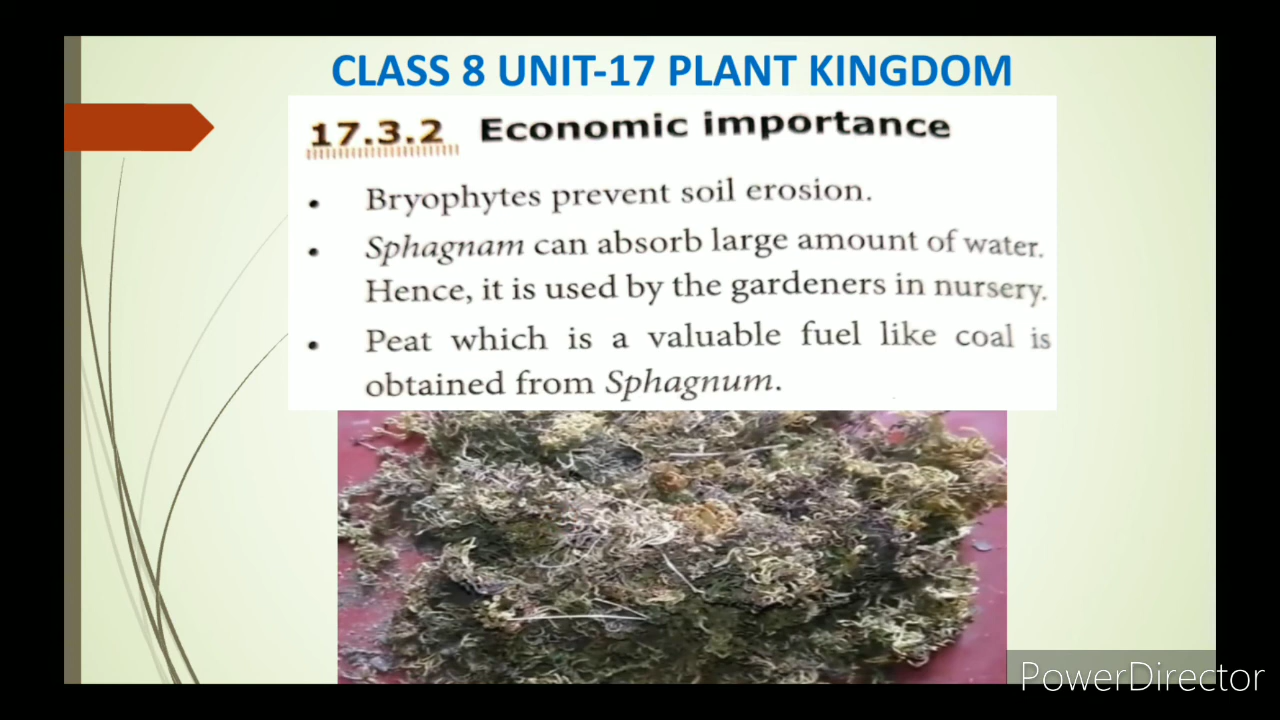 CLASS 8 UNIT-17 PLANT KINGDOM
17.3.2 Economic importance
• Bryophytes prevent soil erosion.
• Sphagnam can absorb large amount of water.
Hence, it is used by the gardeners in nursery.
• Peat which is a valuable fuel like coal is
obtained from Sphagnum.
PowerDirector